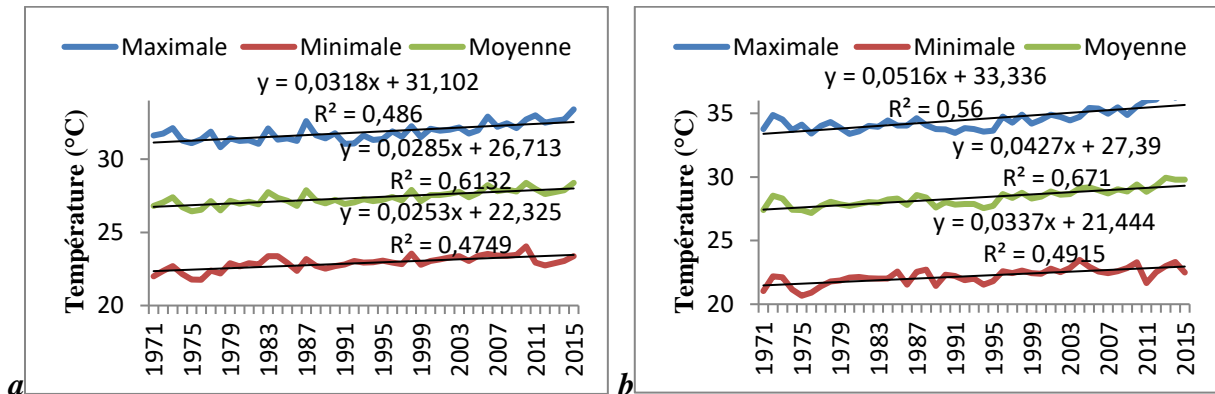 Maximale Minimale Moyenne
y = 0,0318x + 31,102
R² = 0,486
y = 0,0285x + 26,713
R² = 0,6132
y = 0,0253x + 22,325
R² = 0,4749
Température (°C)
30
25
20
1971 1975 1979 1983 1987 1991 1995 1999 2003 2007 2011 2015
a
Maximale Minimale Moyenne
y = 0,0516x + 33,336
R² = 0,56
y = 0,0427x + 27,39
R² = 0,671
y = 0,0337x + 21,444
R² = 0,4915
Température (°C)
35
30
25
20
1971 1975 1979 1983 1987 1991 1995 1999 2003 2007 2011 2015
b